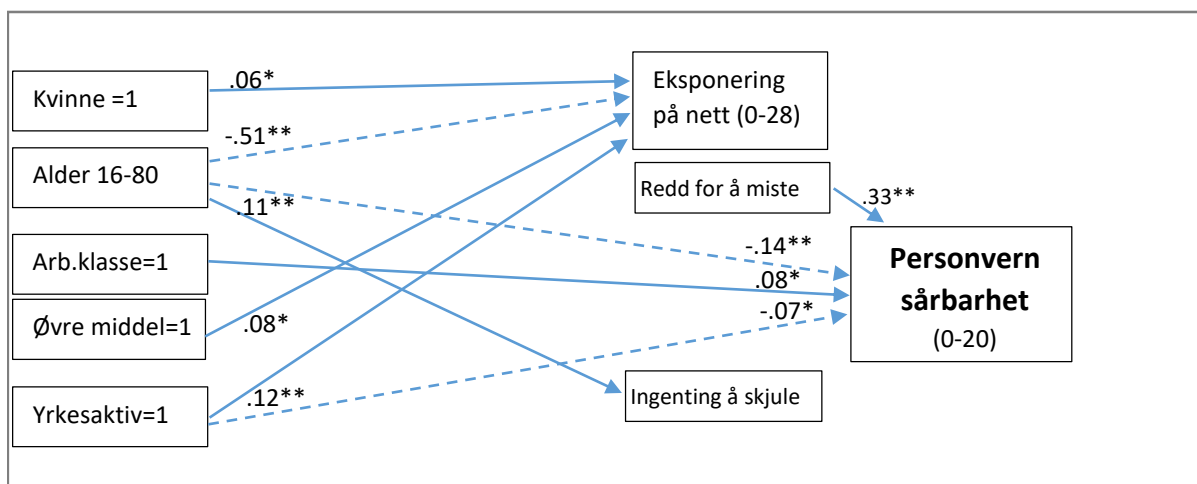 Kvinne =1
Alder 16-80
Arb.klasse=1
Øvre middel=1
Yrkesaktiv=1
.06*
-.51**
.11**
.08*
.12**
Eksponering
på nett (0-28)
Redd for å miste
.33**
-.14**
.08*
-.07*
Personvern
sårbarhet
(0-20)
Ingenting å skjule